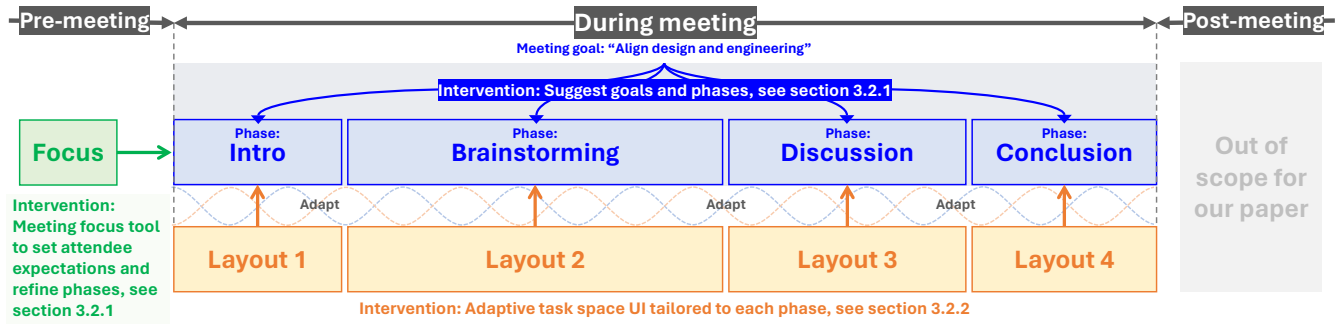 Pre-meeting
During meeting
Post-meeting
Meeting goal: “Align design and engineering”
Intervention: Suggest goals and phases, see section 3.2.1
Focus
Phase:
Intro
Phase:
Brainstorming
Phase:
Discussion
Phase:
Conclusion
Out of
scope for
our paper
Intervention:
Meeting focus tool
to set attendee
expectations and
refine phases, see
section 3.2.1
Adapt
Adapt
Adapt
Layout 1
Layout 2
Layout 3
Layout 4
Intervention: Adaptive task space UI tailored to each phase, see section 3.2.2